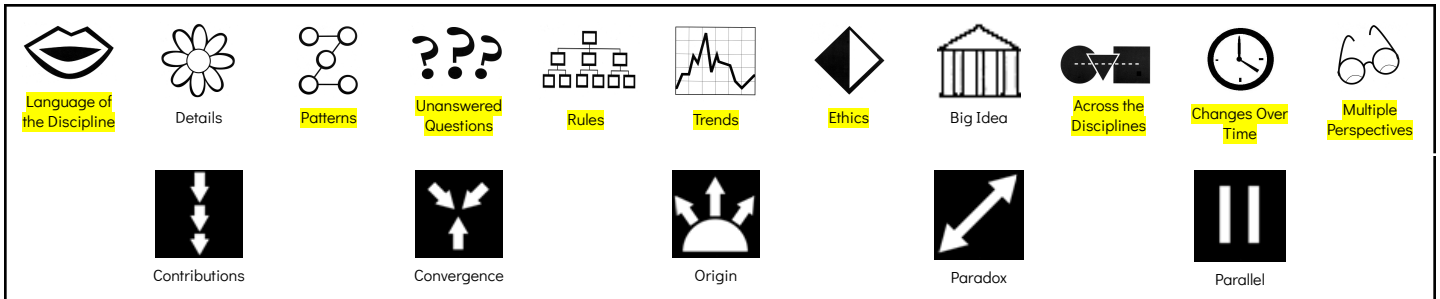 Language of
the Discipline
Details
Patterns
Unanswered
Questions
Rules
Trends
Ethics
Big Idea
Across the
Disciplines
Changes Over
Time
Multiple
Perspectives
Contributions
Convergence
Origin
Paradox
Parallel